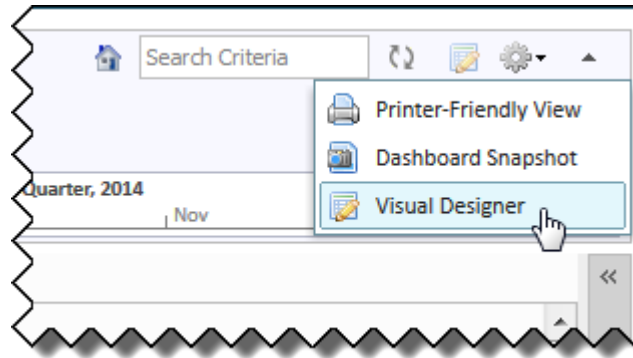 Search Criteria
Printer-Friendly View
Dashboard Snapshot
Quarter, 2014
Nov
Visual Designer